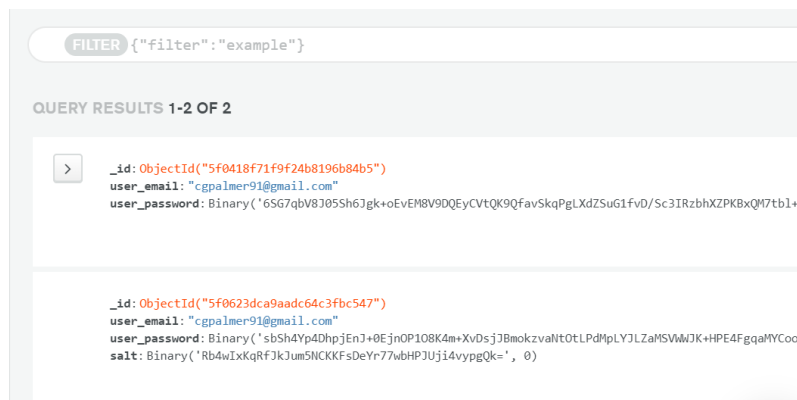 FILTER {"filter":"example"}
QUERY RESULTS 1-2 OF 2
_id: ObjectId("5f0418f71f9f24b8196b84b5")
user_email: "cgpalmer91@gmail.com"
user_password: Binary('6SG7qbV8J05Sh6Jgk+oEvEM8V9DQEyCVtQK9QfavSkqPgLXdZSuG1fvD/Sc3IRzbhXZPKBxQM7tbl+
_id: ObjectId("5f0623dca9aadc64c3fbc547")
user_email: "cgpalmer91@gmail.com"
user_password: Binary('sbSh4Yp4DhpjEnJ+0EjnOP1O8K4m+XvDsjJBmokzvaNtOtLPdMpLYJLZaMSVWWJK+HPE4FgqaMYCoo
salt: Binary('Rb4wIxKqRfJkJum5NCKKFsDeYr77wbHPJUji4vypgQk=', 0)